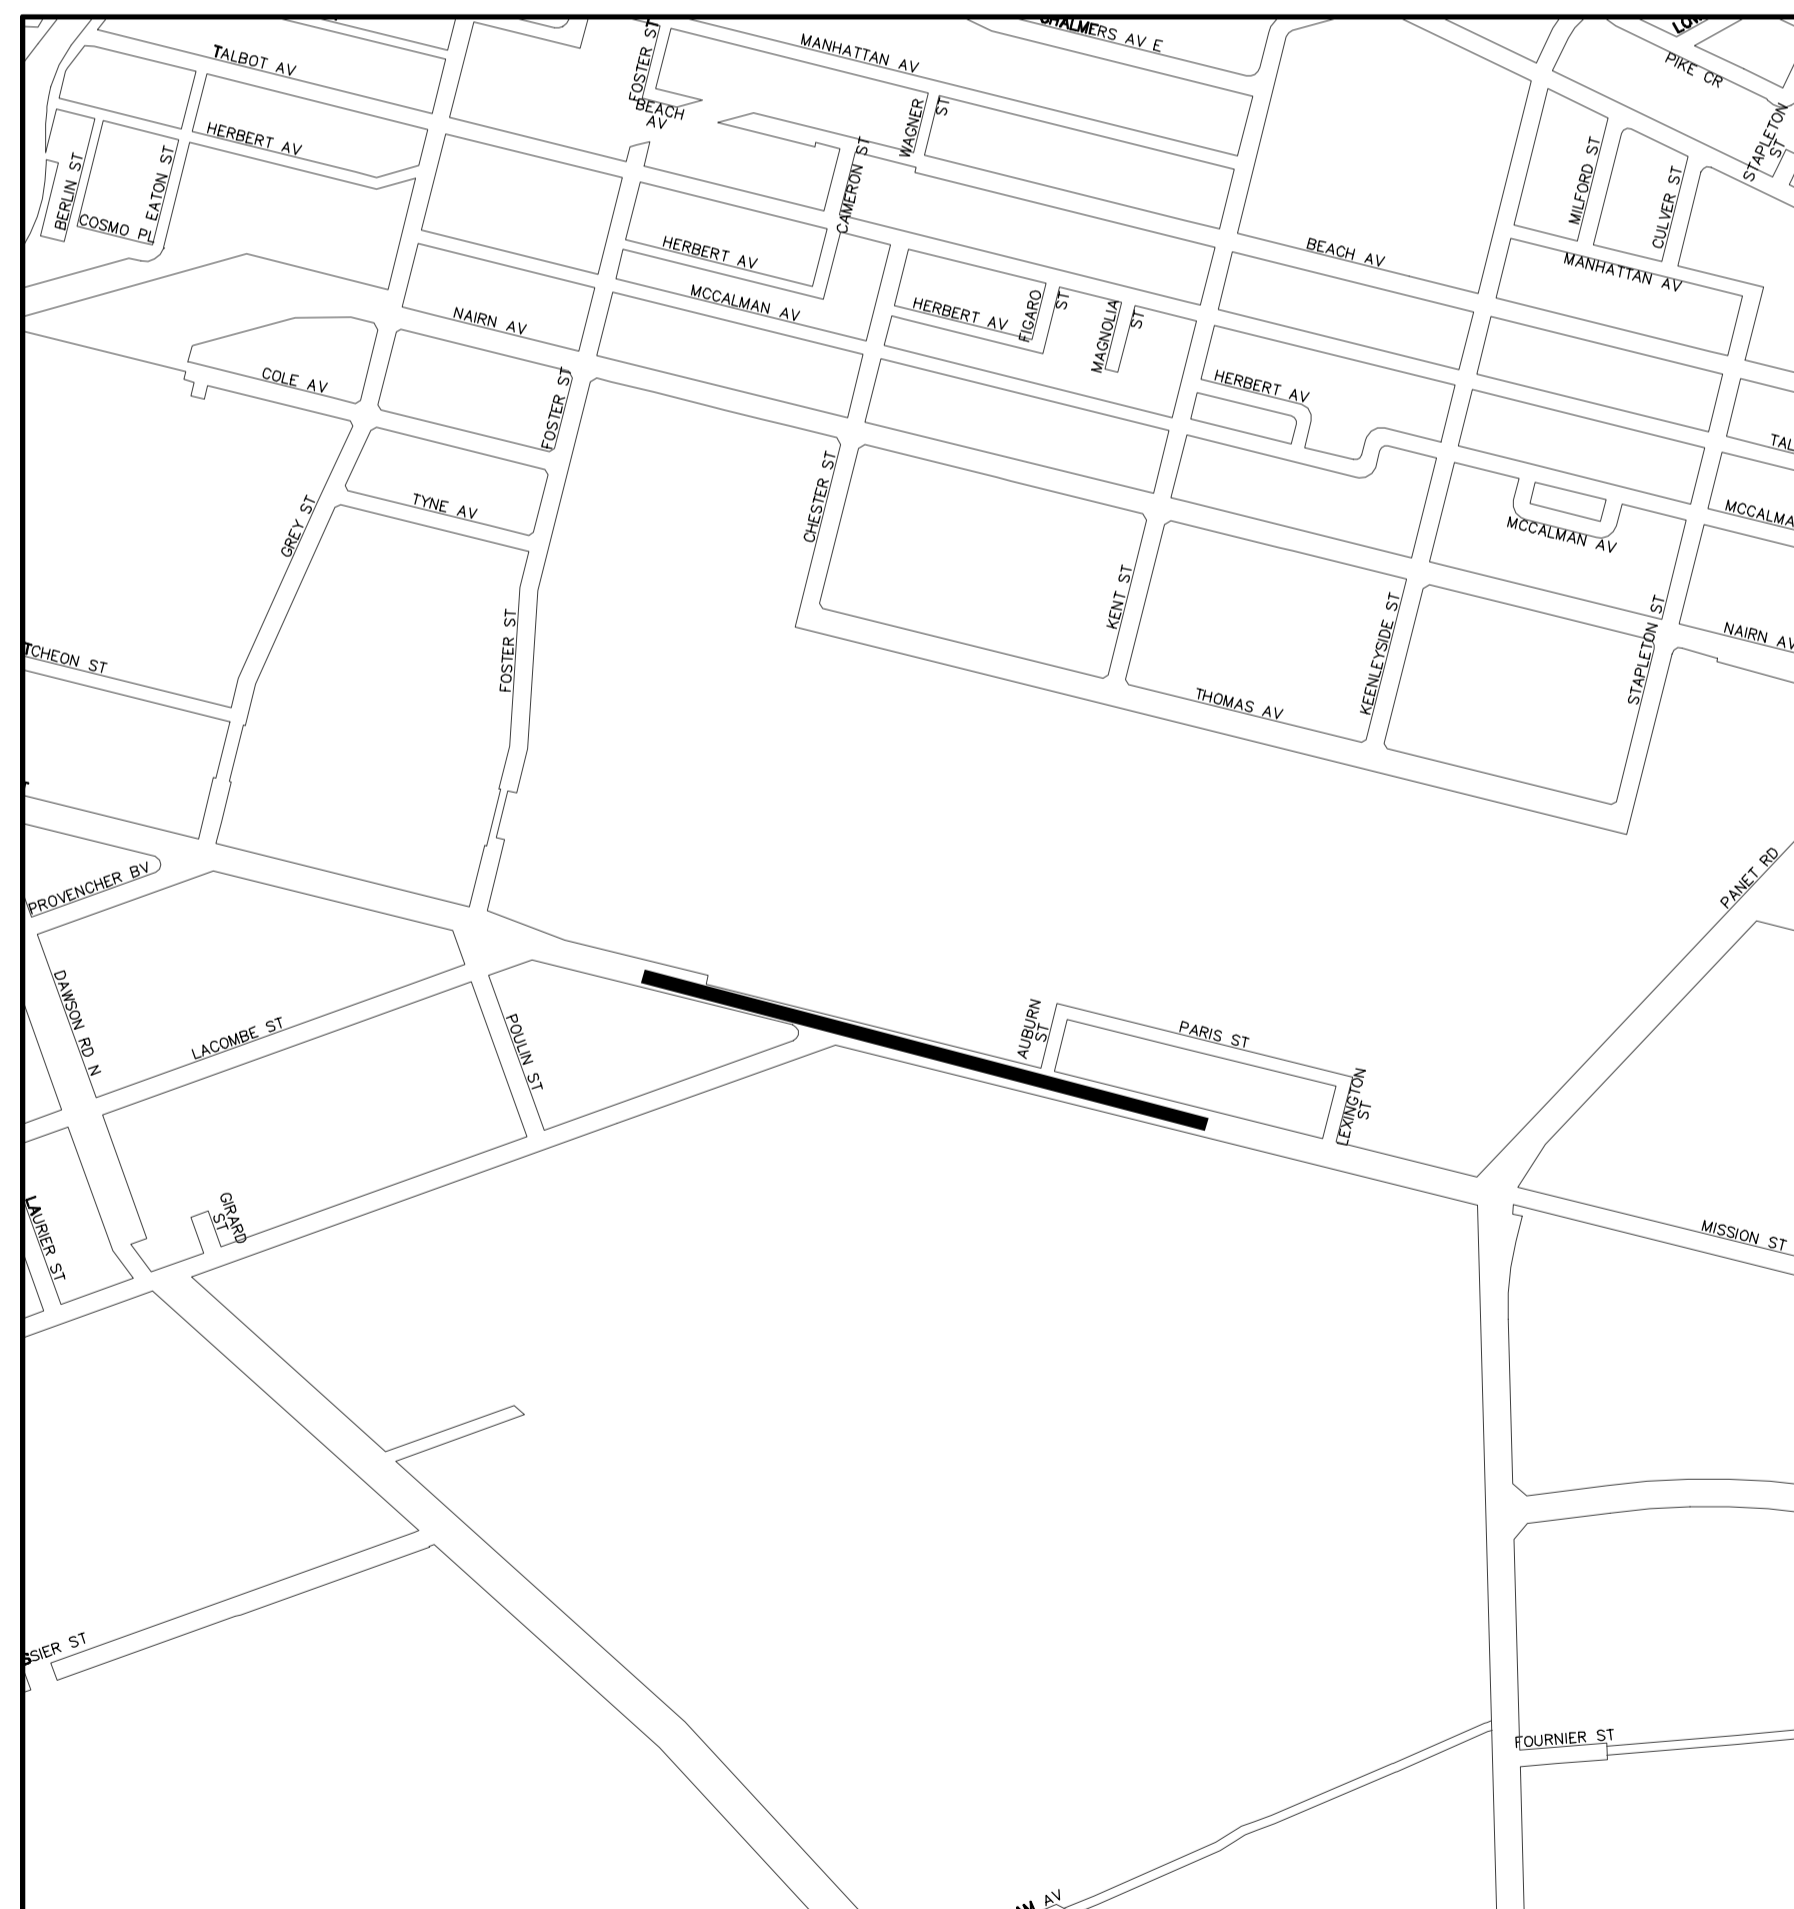 CHALMERS AV E
MANHATTAN AV
PIKE CR
TALBOT AV
FOSTER ST
BEACH
AV
WAGNER
ST
STAPLETON
ST
HERBERT AV
BERLIN ST
EATON ST
COSMO PL
CAMERON ST
MILFORD ST
CULVER ST
HERBERT AV
BEACH AV
MANHATTAN AV
MCCALMAN AV
HERBERT AV
FIGARO
ST
MAGNOLIA
ST
NAIRN AV
COLE AV
FOSTER ST
HERBERT AV
TAL
TYNE AV
GREY ST
CHESTER ST
MCCALMAN AV
MCCALMA
KENT ST
FOSTER ST
KEENLEYSIDE ST
STAPLETON ST
NAIRN AV
TCHEON ST
THOMAS AV
PROVENCHER BV
PANET RD
DAWSON RD N
LACOMBE ST
POULIN ST
AUBURN
ST
PARIS ST
LEXINGTON
ST
GIRARD
ST
LAURIER ST
MISSION ST
SSIER ST
FOURNIER ST
AV